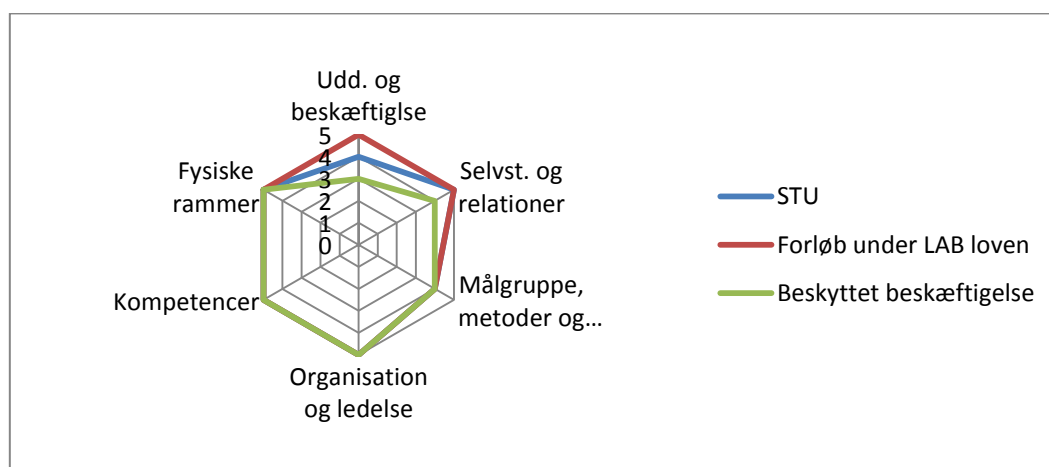 Udd. og
beskæftiglse
5
4
3
2
1
0
Selvst. og
relationer
Målgruppe,
metoder og...
Organisation
og ledelse
Kompetencer
Fysiske
rammer
STU
Forløb under LAB loven
Beskyttet beskæftigelse